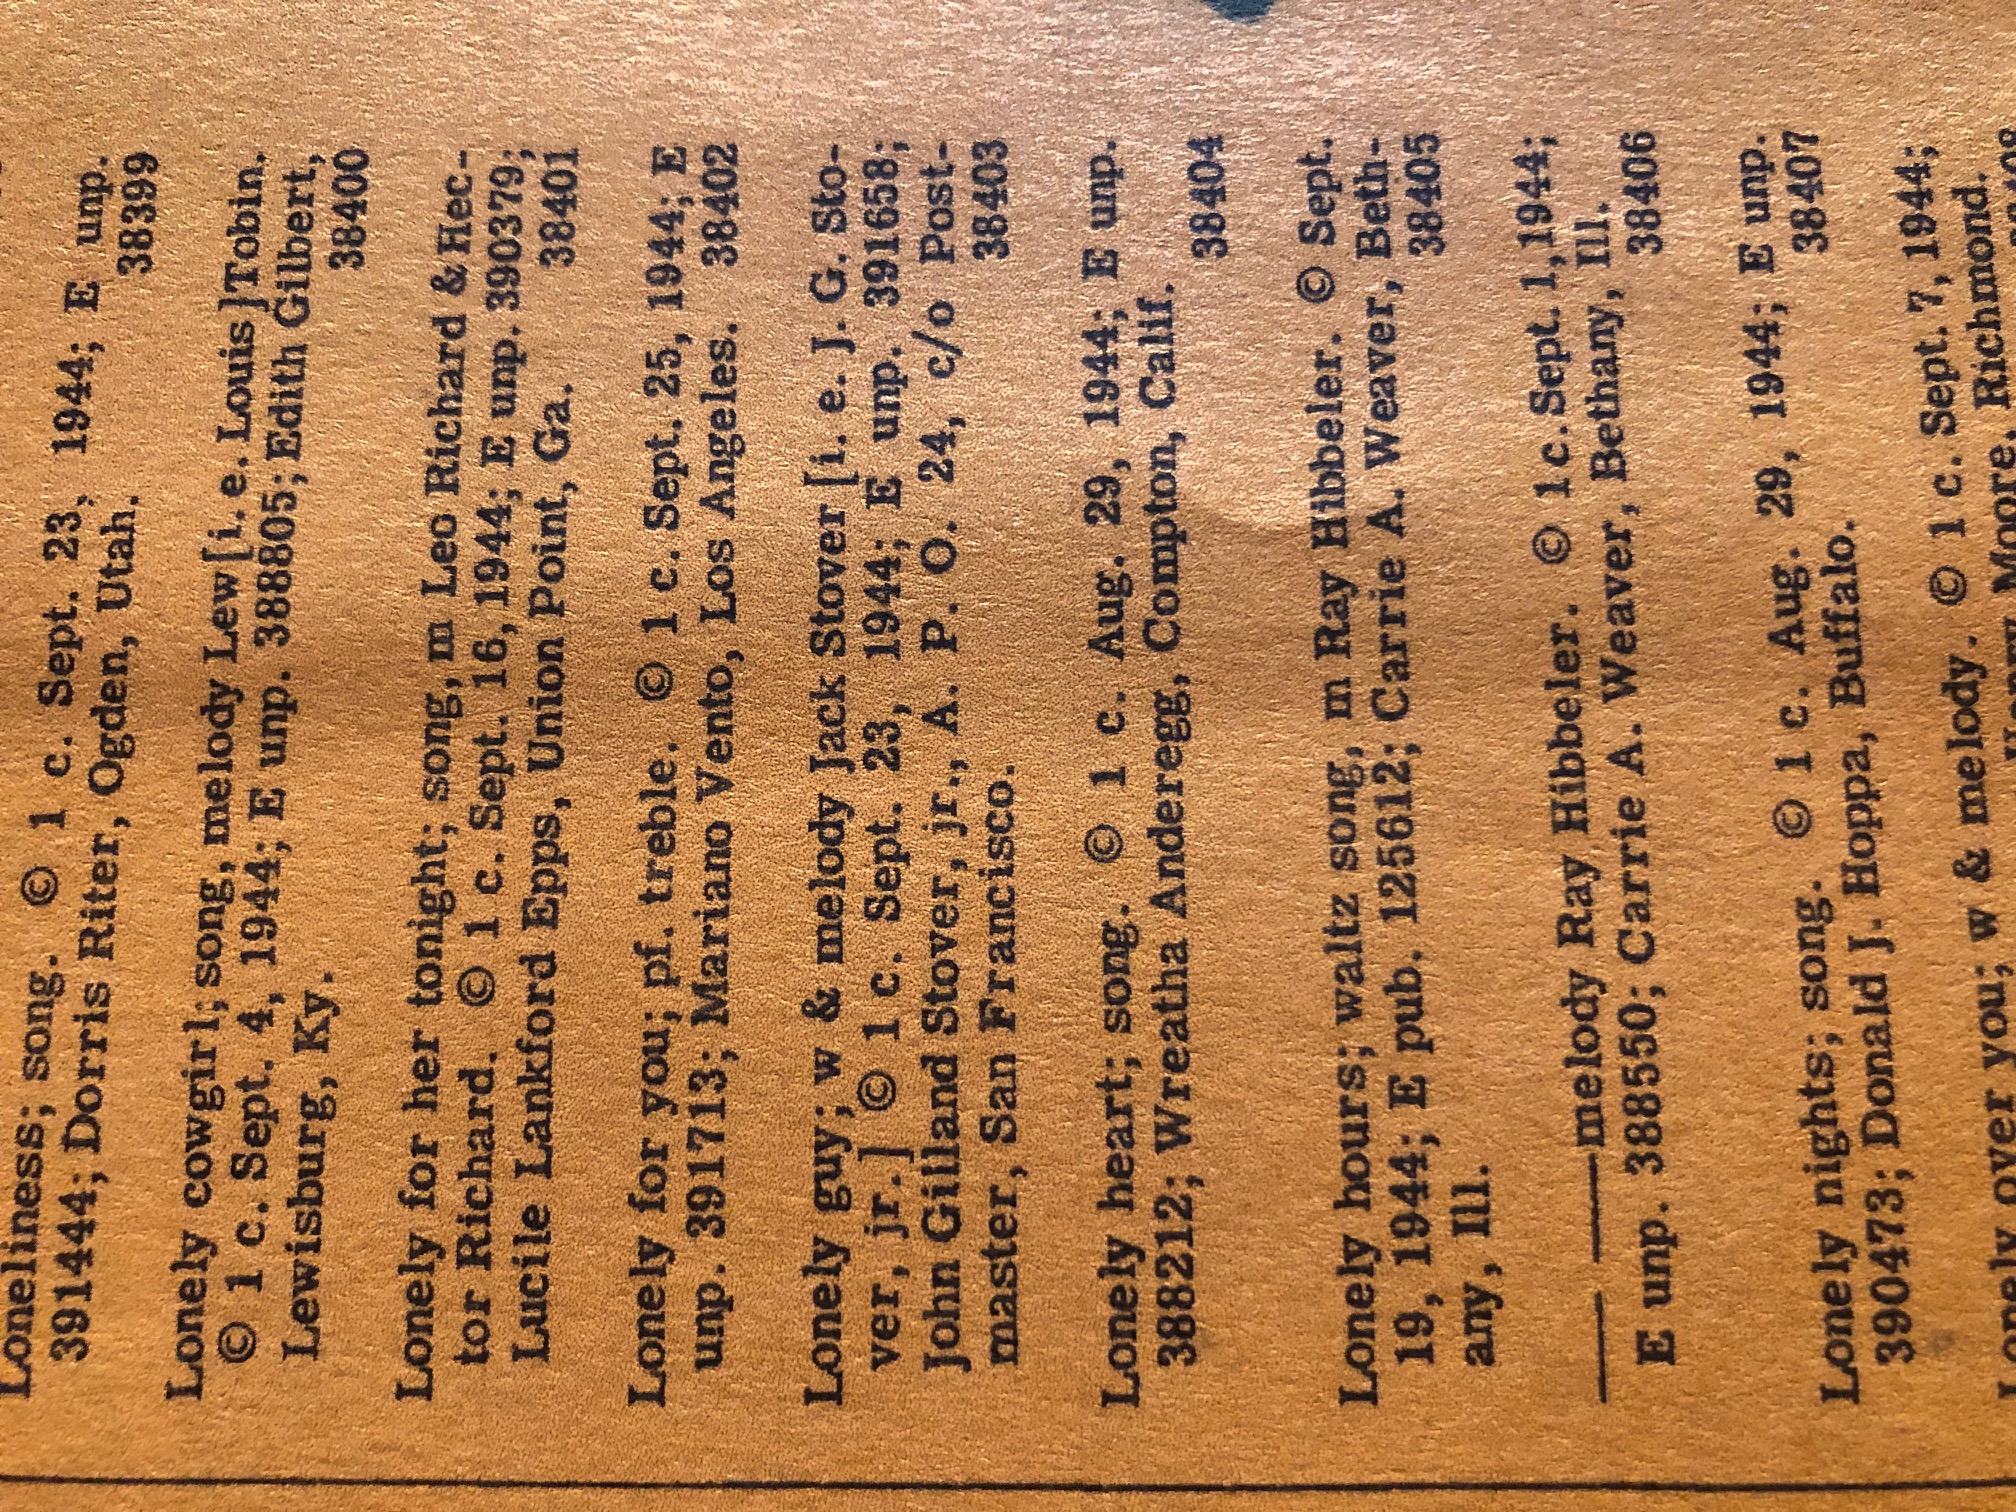 Loneliness; song. © 1 c. Sept. 23, 1944; E unp.
391444; Dorris Riter, Ogden, Utah. 38399
Lonely cowgirl; song, melody Lew [i. e. Louis] Tobin.
© 1 c. Sept. 4, 1944; E unp. 388805; Edith Gilbert,
Lewisburg, Ky. 38400
Lonely for her tonight; song, m Leo Richard & Hec-
tor Richard. © 1 c. Sept. 16, 1944; E unp. 390379;
Lucile Lankford Epps, Union Point, Ga. 38401
Lonely for you; pf. treble. © 1 c. Sept. 25, 1944; E
unp. 391713; Mariano Vento, Los Angeles. 38402
Lonely guy; w & melody Jack Stover [i. e. J. G. Sto-
ver, jr.] © 1 c. Sept. 23, 1944; E unp. 391658;
John Gilland Stover, jr., A. P. O. 24, c/o Post-
master, San Francisco. 38403
Lonely heart; song. © 1 c. Aug. 29, 1944; E unp.
388212; Wreatha Anderegg, Compton, Calif.
38404
Lonely hours; waltz song, m Ray Hibbeler. © Sept.
19, 1944; E pub. 125612; Carrie A. Weaver, Beth-
any, Ill. 38405
—— —— melody Ray Hibbeler. © 1 c. Sept. 1, 1944;
E unp. 388550; Carrie A. Weaver, Bethany, Ill.
38406
Lonely nights; song. © 1 c. Aug. 29, 1944; E unp.
390473; Donald J. Hoppa, Buffalo. 38407
Lonely over you; w & melody. © 1 c. Sept. 7, 1944;
Moore, Richmond.